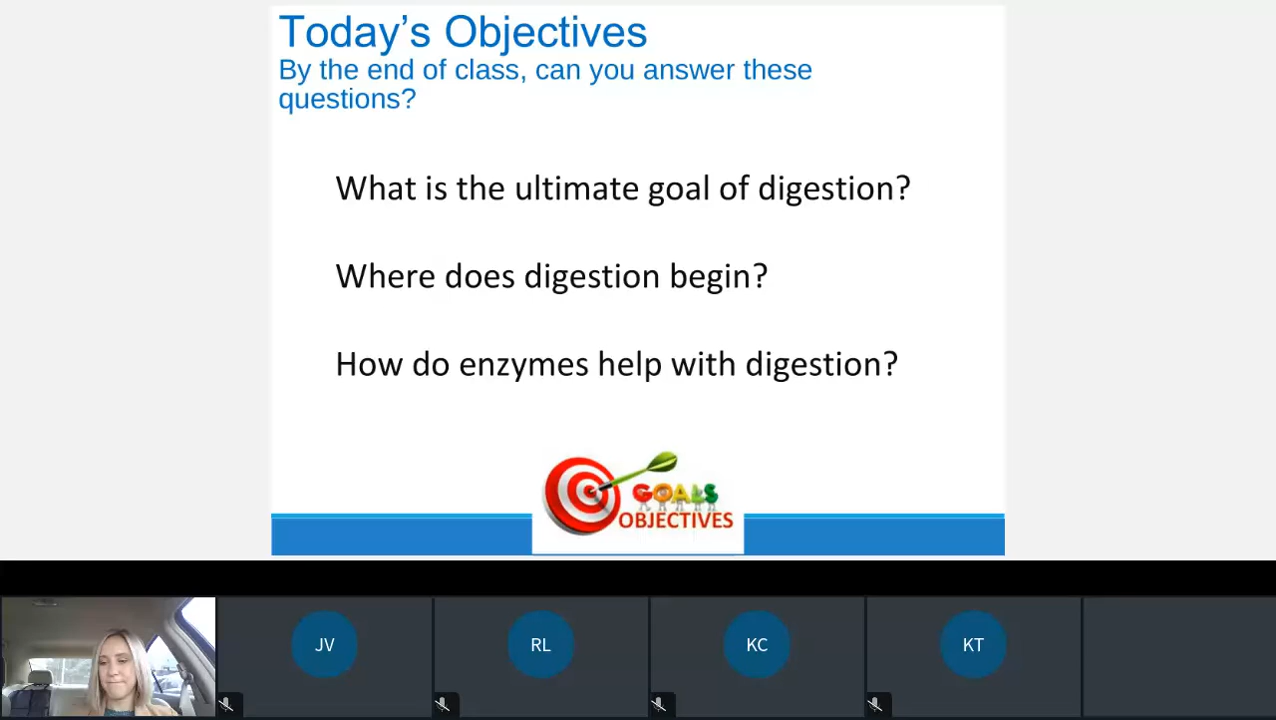 Today’s Objectives
By the end of class, can you answer these
questions?
What is the ultimate goal of digestion?
Where does digestion begin?
How do enzymes help with digestion?
GOALS
OBJECTIVES
JV
RL
KC
KT